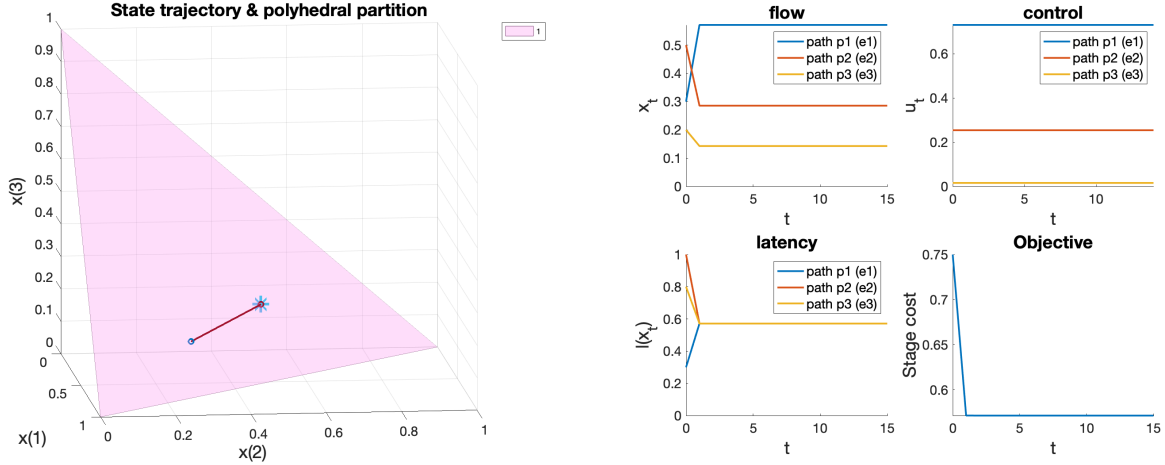 State trajectory & polyhedral partition
1
0.9
0.8
0.7
0.6
0.5
0.4
0.3
0.2
0.1
0
x(3)
0
0.5
1
x(1)
0
0.2
0.4
0.6
0.8
1
x(2)
1
flow
0.5
0.4
0.3
0.2
0.1
0
x_t
0
5
10
15
t
path p1 (e1)
path p2 (e2)
path p3 (e3)
control
0.6
0.4
0.2
0
u_t
0
5
10
t
path p1 (e1)
path p2 (e2)
path p3 (e3)
latency
1
0.8
0.6
0.4
0.2
0
l(x_t)
0
5
10
15
t
path p1 (e1)
path p2 (e2)
path p3 (e3)
Objective
0.75
0.7
0.65
0.6
Stage cost
0
5
10
15
t